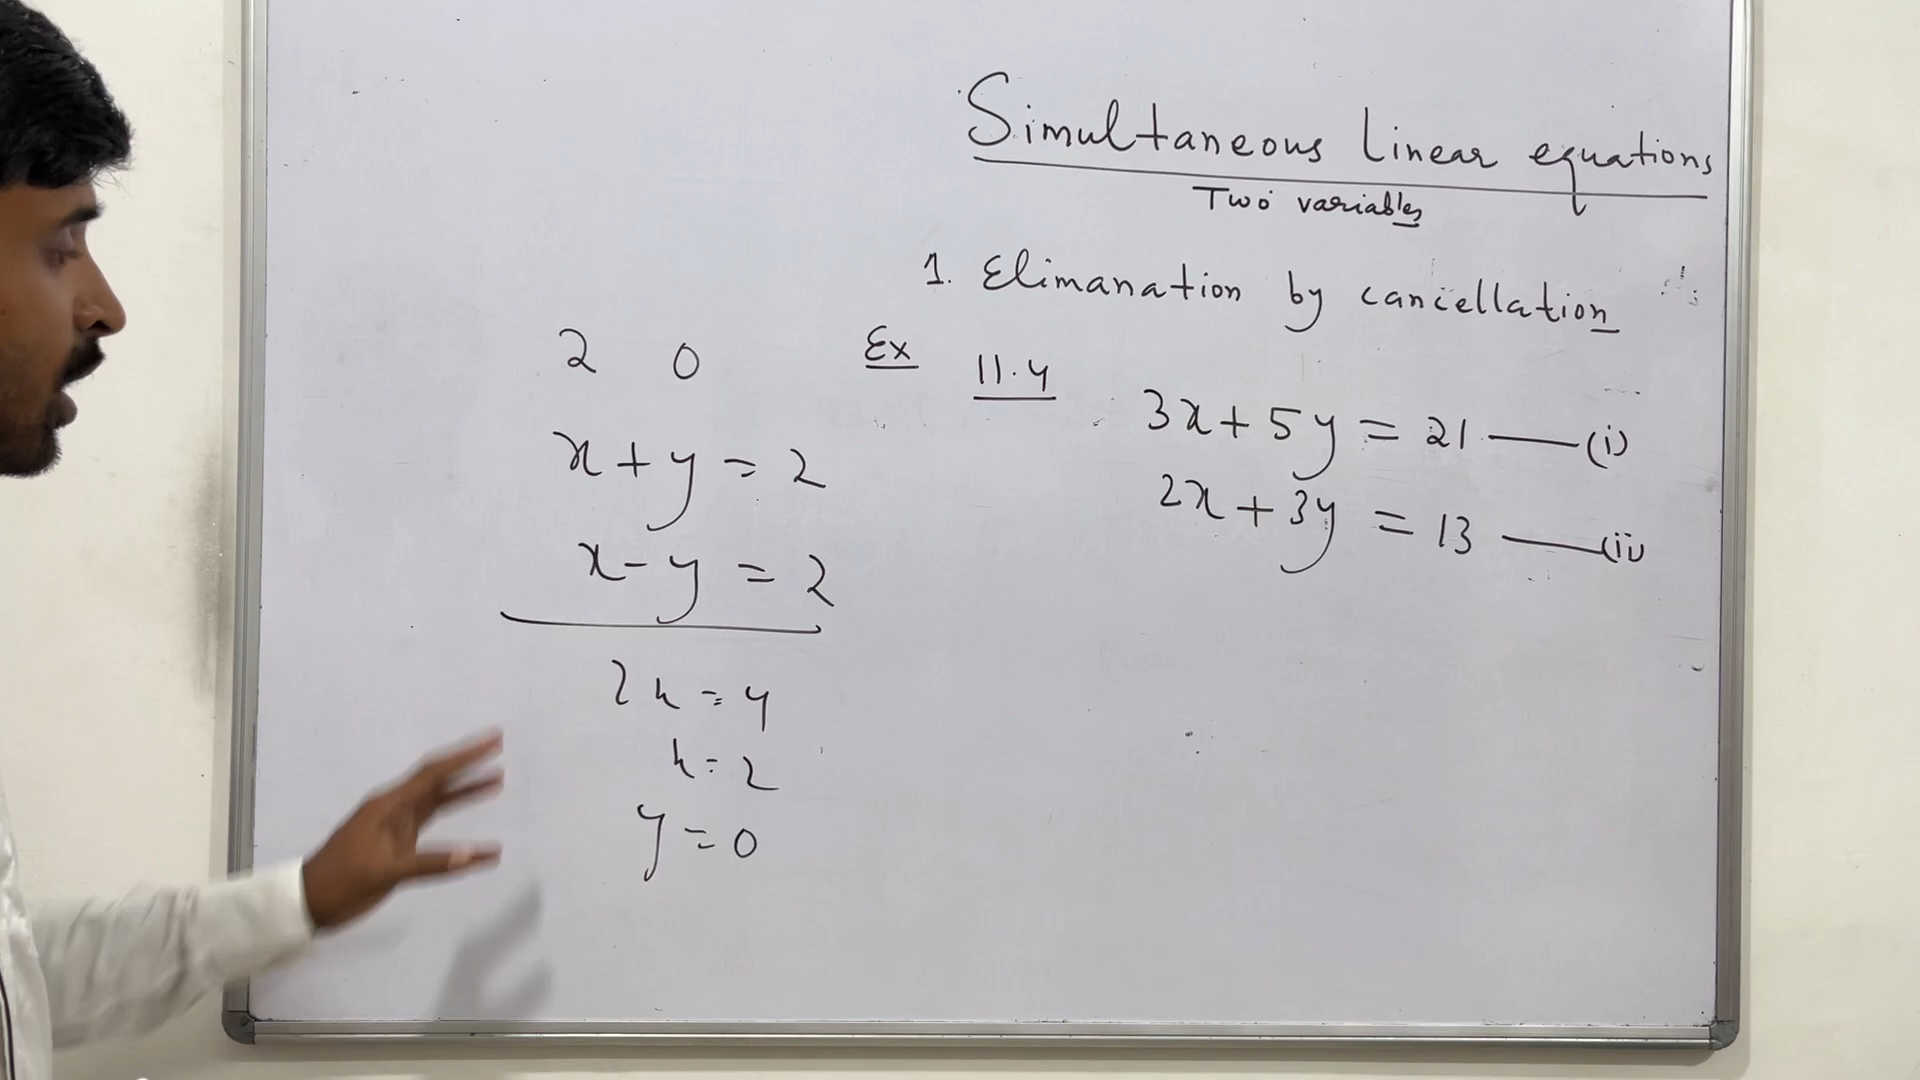 Simultaneous linear equations
Two variables
1. Elimanation by cancellation
Ex 11.4
3x + 5y = 21 —— (i)
2x + 3y = 13 —— (ii)
2 0
x + y = 2
x - y = 2
2x = 4
x = 2
y = 0